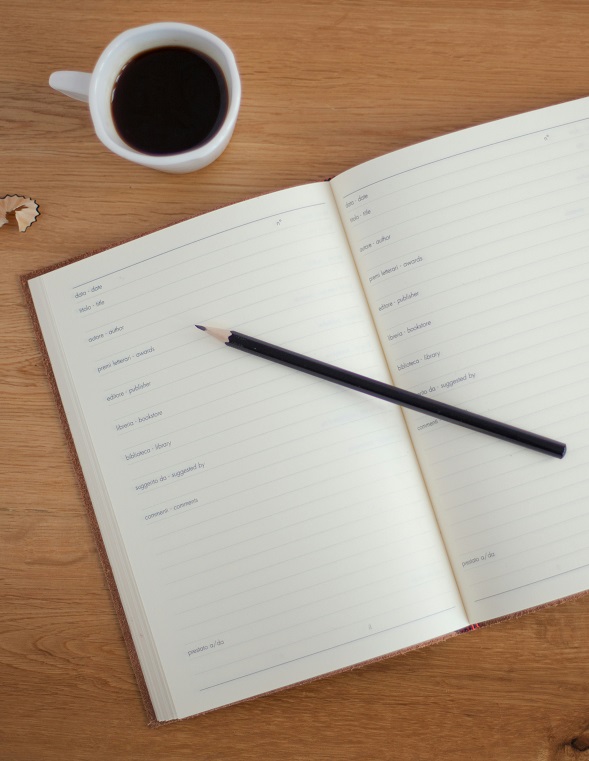 n°
data · date
titolo · title
autore · author
premi letterari · awards
editore · publisher
libreria · bookstore
biblioteca · library
suggerito da · suggested by
commenti · comments
prestato a/da
n°
data · date
titolo · title
autore · author
premi letterari · awards
editore · publisher
libreria · bookstore
biblioteca · library
da · suggested by
prestato a/da